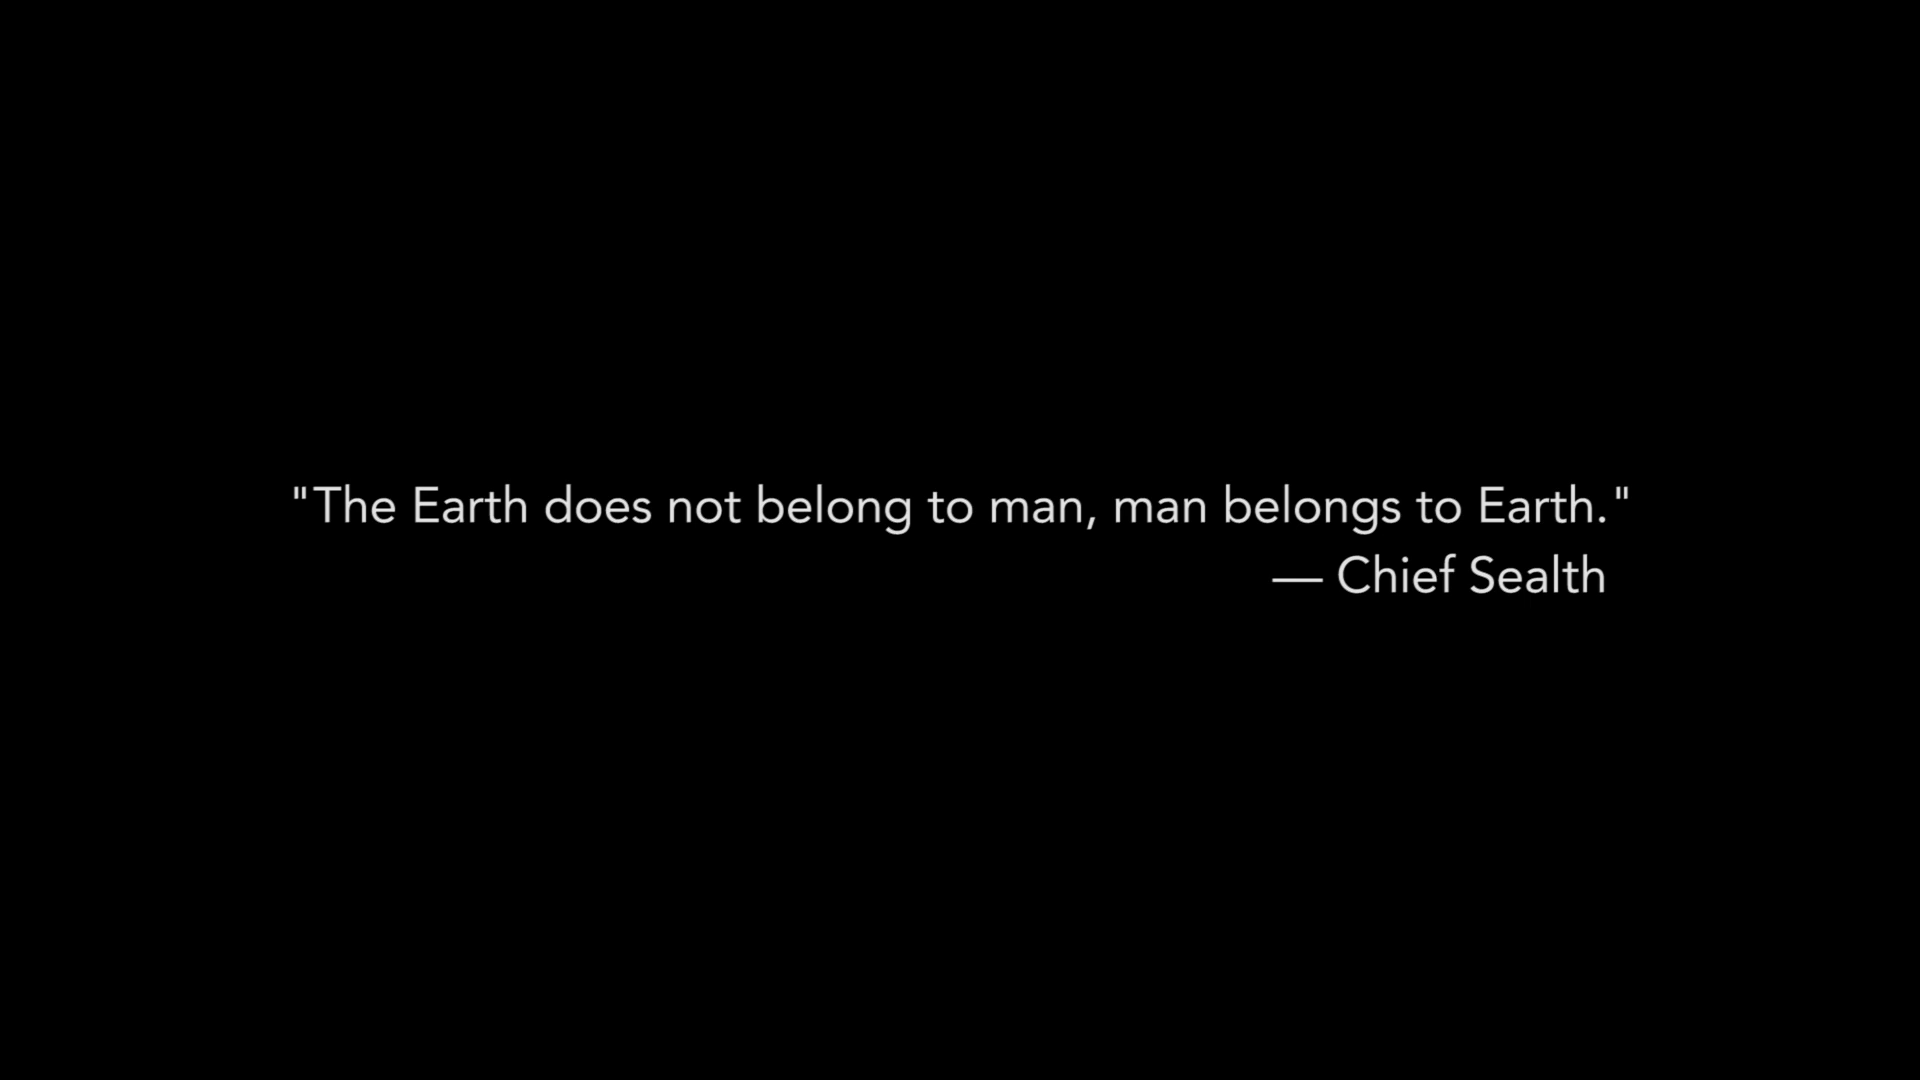 "The Earth does not belong to man, man belongs to Earth."
— Chief Sealth